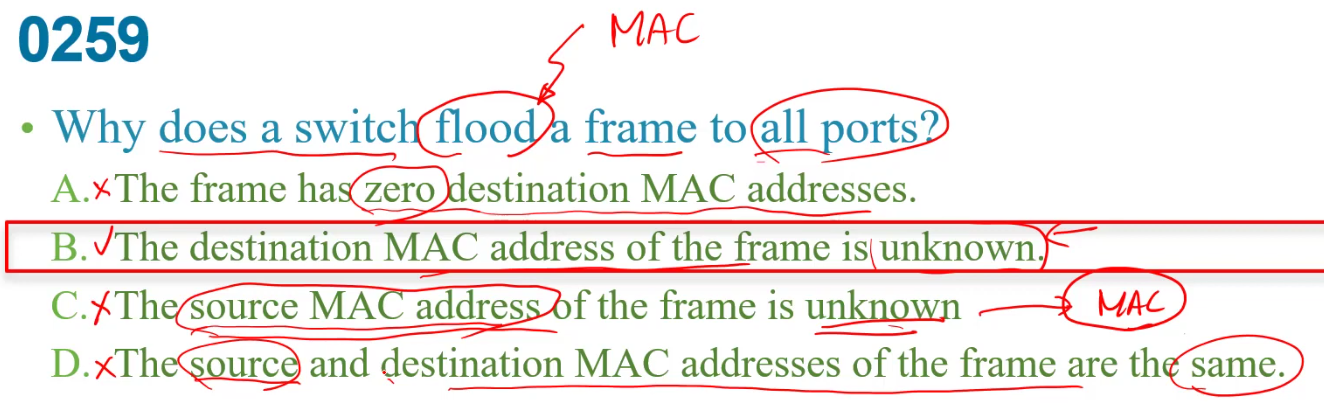 0259
MAC
• Why does a switch flood a frame to all ports?
A. × The frame has zero destination MAC addresses.
B. ✓ The destination MAC address of the frame is unknown.
C. × The source MAC address of the frame is unknown → MAC
D. × The source and destination MAC addresses of the frame are the same.